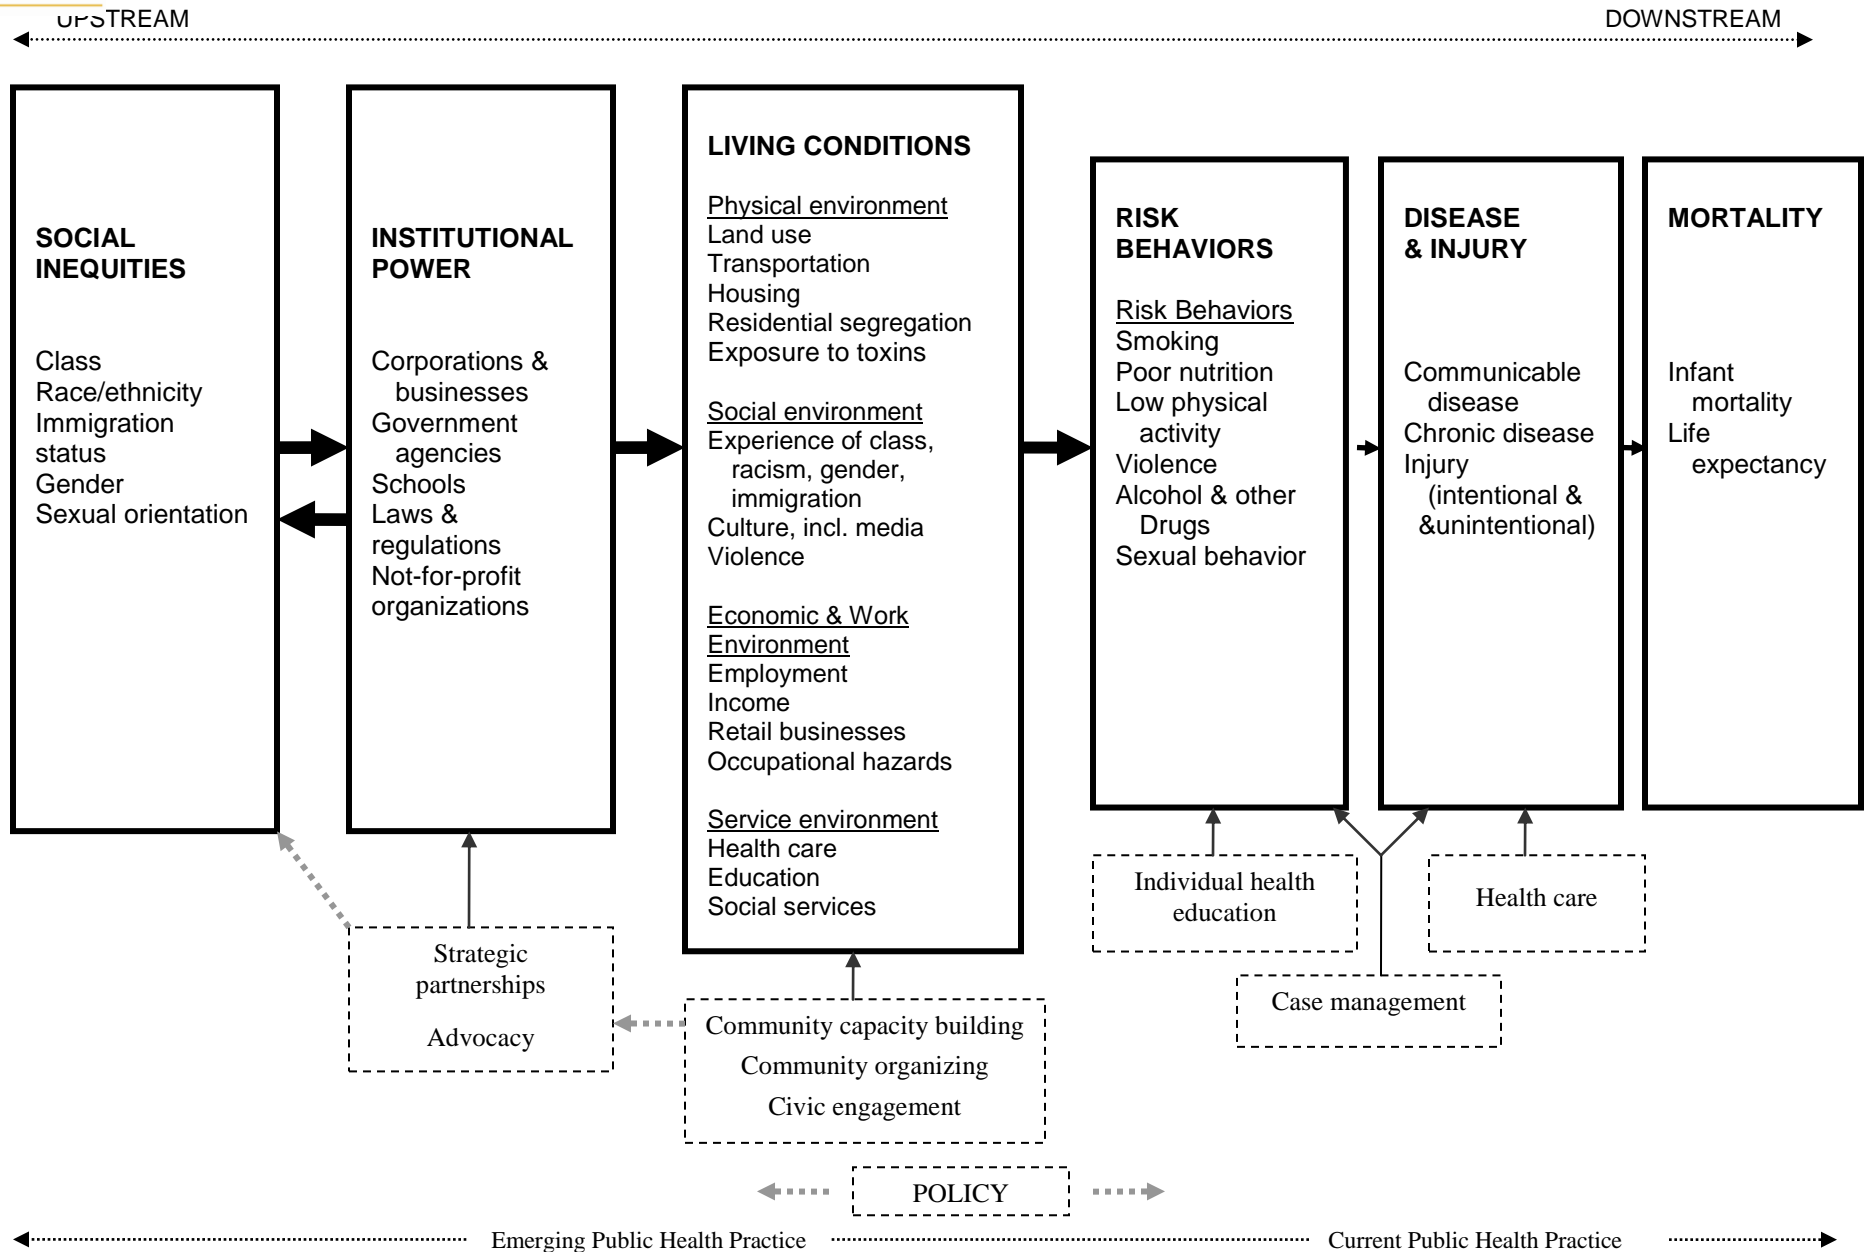 UPSTREAM
DOWNSTREAM
SOCIAL
INEQUITIES
Class
Race/ethnicity
Immigration
status
Gender
Sexual orientation
INSTITUTIONAL
POWER
Corporations &
businesses
Government
agencies
Schools
Laws &
regulations
Not-for-profit
organizations
LIVING CONDITIONS
Physical environment
Land use
Transportation
Housing
Residential segregation
Exposure to toxins
Social environment
Experience of class,
racism, gender,
immigration
Culture, incl. media
Violence
Economic & Work
Environment
Employment
Income
Retail businesses
Occupational hazards
Service environment
Health care
Education
Social services
RISK
BEHAVIORS
Risk Behaviors
Smoking
Poor nutrition
Low physical
activity
Violence
Alcohol & other
Drugs
Sexual behavior
DISEASE
& INJURY
Communicable
disease
Chronic disease
Injury
(intentional &
&unintentional)
MORTALITY
Infant
mortality
Life
expectancy
Strategic
partnerships
Advocacy
Community capacity building
Community organizing
Civic engagement
Individual health
education
Case management
Health care
POLICY
Emerging Public Health Practice
Current Public Health Practice